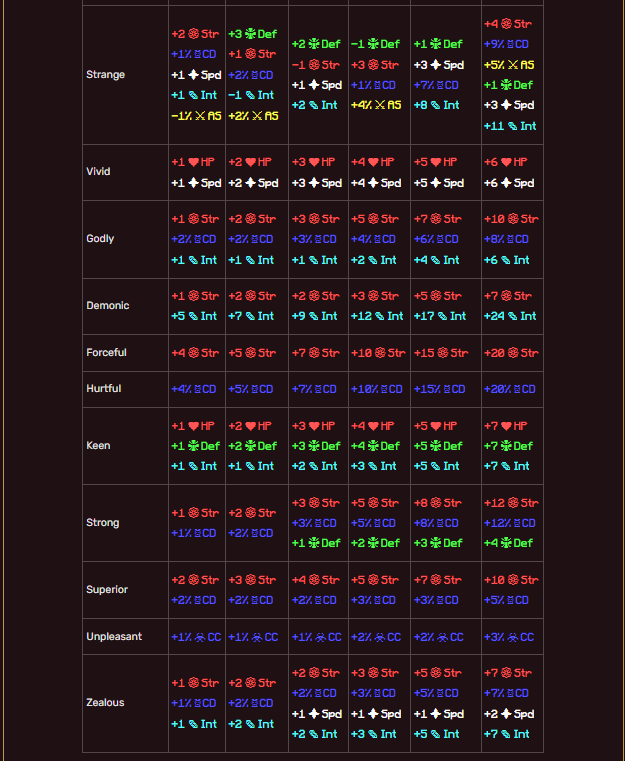 Strange
+2 Str
+1% CD
+1 Spd
+1 Int
-1% AS
+3 Def
+1 Str
+2% CD
-1 Int
+2% AS
+2 Def
-1 Str
+1 Spd
+2 Int
-1 Def
+3 Str
+1% CD
+4% AS
+1 Def
+3 Spd
+7% CD
+8 Int
+4 Str
+9% CD
+5% AS
+1 Def
+3 Spd
+11 Int
Vivid
+1 HP
+1 Spd
+2 HP
+2 Spd
+3 HP
+3 Spd
+4 HP
+4 Spd
+5 HP
+5 Spd
+6 HP
+6 Spd
Godly
+1 Str
+2% CD
+1 Int
+2 Str
+2% CD
+1 Int
+3 Str
+3% CD
+1 Int
+5 Str
+4% CD
+2 Int
+7 Str
+6% CD
+4 Int
+10 Str
+8% CD
+6 Int
Demonic
+1 Str
+5 Int
+2 Str
+7 Int
+2 Str
+9 Int
+3 Str
+12 Int
+5 Str
+17 Int
+7 Str
+24 Int
Forceful
+4 Str
+5 Str
+7 Str
+10 Str
+15 Str
+20 Str
Hurtful
+4% CD
+5% CD
+7% CD
+10% CD
+15% CD
+20% CD
Keen
+1 HP
+1 Def
+1 Int
+2 HP
+2 Def
+1 Int
+3 HP
+3 Def
+2 Int
+4 HP
+4 Def
+3 Int
+5 HP
+5 Def
+5 Int
+7 HP
+7 Def
+7 Int
Strong
+1 Str
+1% CD
+2 Str
+2% CD
+3 Str
+3% CD
+1 Def
+5 Str
+5% CD
+2 Def
+8 Str
+8% CD
+3 Def
+12 Str
+12% CD
+4 Def
Superior
+2 Str
+2% CD
+3 Str
+2% CD
+4 Str
+2% CD
+5 Str
+3% CD
+7 Str
+3% CD
+10 Str
+5% CD
Unpleasant
+1% CC
+1% CC
+1% CC
+2% CC
+2% CC
+3% CC
Zealous
+1 Str
+1% CD
+1 Int
+2 Str
+1% CD
+2 Int
+2 Str
+2% CD
+1 Spd
+2 Int
+3 Str
+3% CD
+1 Spd
+3 Int
+5 Str
+5% CD
+1 Spd
+5 Int
+7 Str
+7% CD
+2 Spd
+7 Int